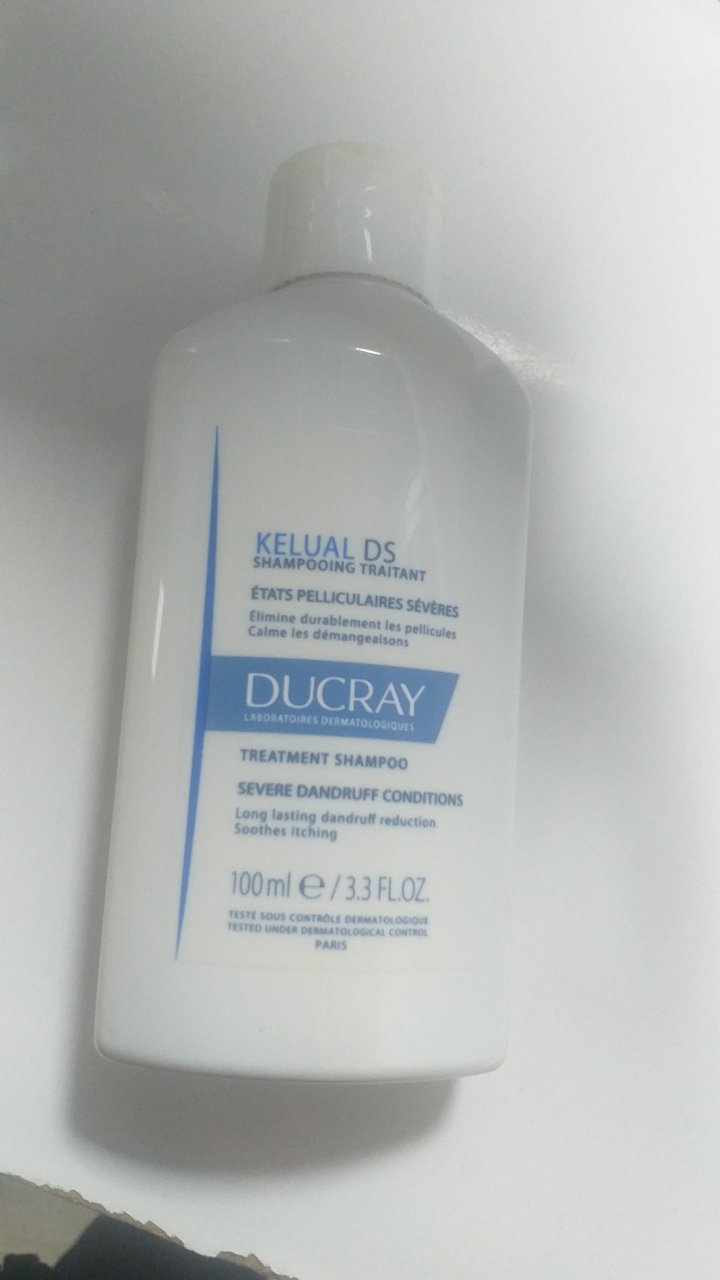 KELUAL DS
SHAMPOOING TRAITANT
ÉTATS PELLICULAIRES SÉVÈRES
Élimine durablement les pellicules
Calme les démangeaisons
DUCRAY
LABORATOIRES DERMATOLOGIQUES
TREATMENT SHAMPOO
SEVERE DANDRUFF CONDITIONS
Long lasting dandruff reduction
Soothes itching
100 ml ℮ / 3.3 FL.OZ.
TESTÉ SOUS CONTRÔLE DERMATOLOGIQUE
TESTED UNDER DERMATOLOGICAL CONTROL
PARIS